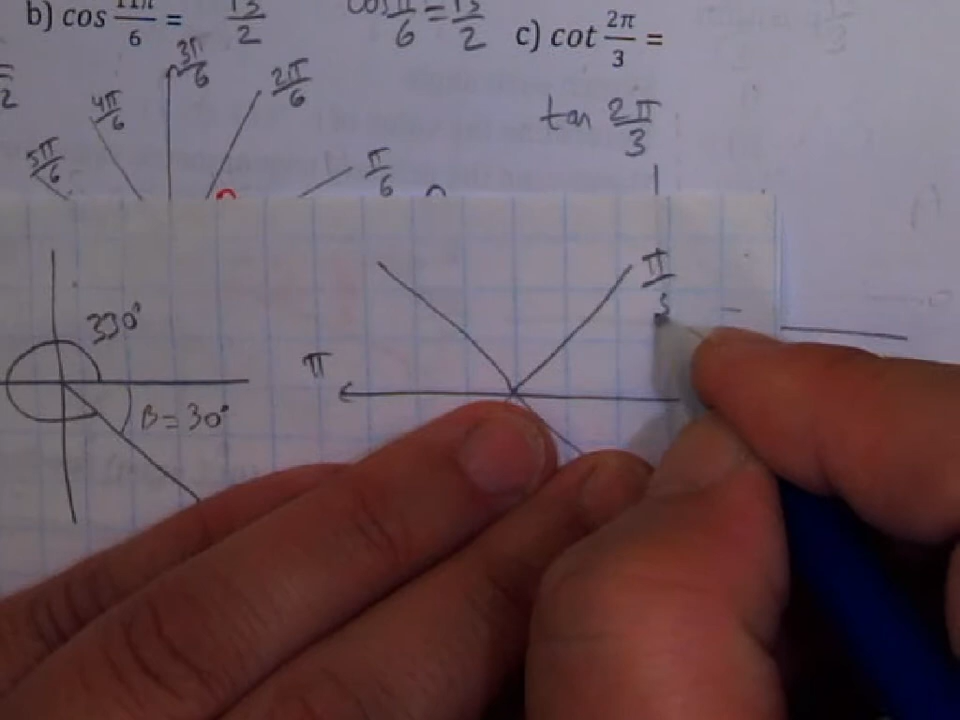 b) cos 11π/6 = √3/2 cos π/6 = √3/2 c) cot 2π/3 =
3π/6
2π/6
4π/6
tan 2π/3
5π/6
π/6
π/3
330°
π
β = 30°